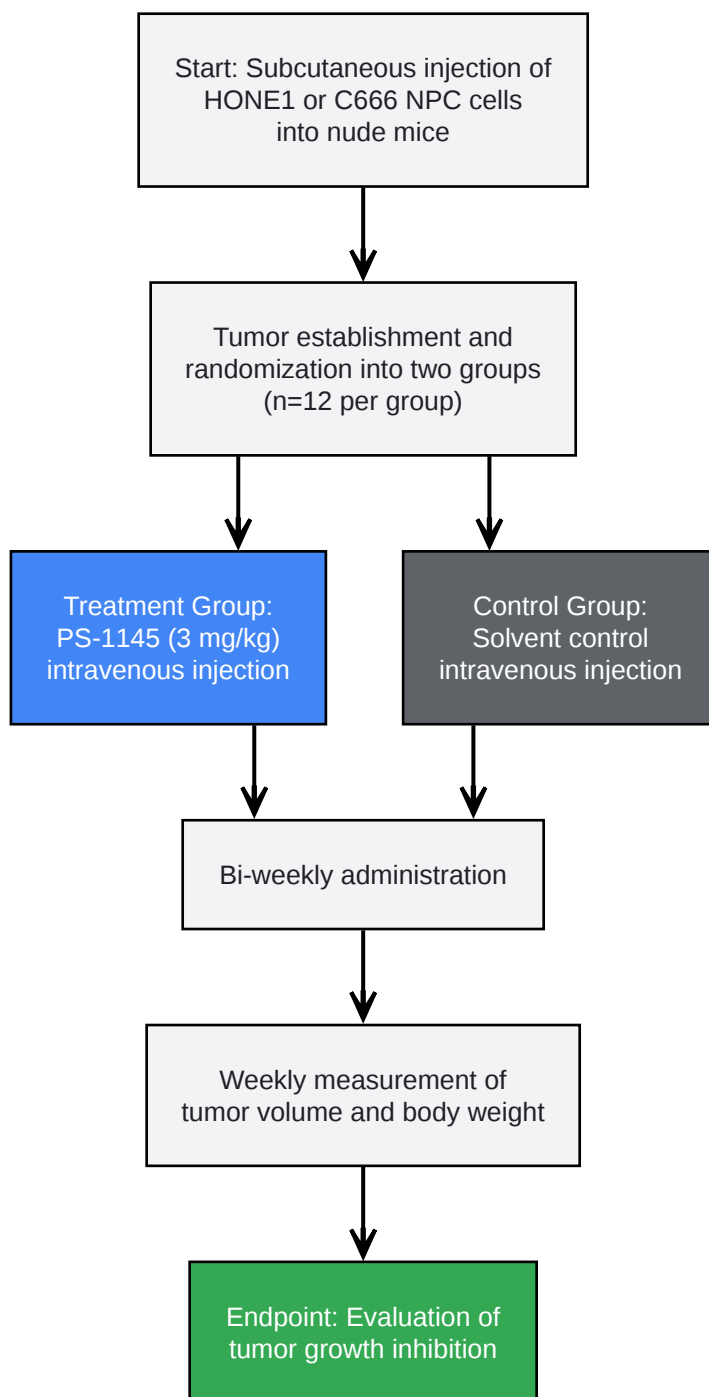 Start: Subcutaneous injection of
HONE1 or C666 NPC cells
into nude mice
Tumor establishment and
randomization into two groups
(n=12 per group)
Treatment Group:
PS-1145 (3 mg/kg)
intravenous injection
Control Group:
Solvent control
intravenous injection
Bi-weekly administration
Weekly measurement of
tumor volume and body weight
Endpoint: Evaluation of
tumor growth inhibition